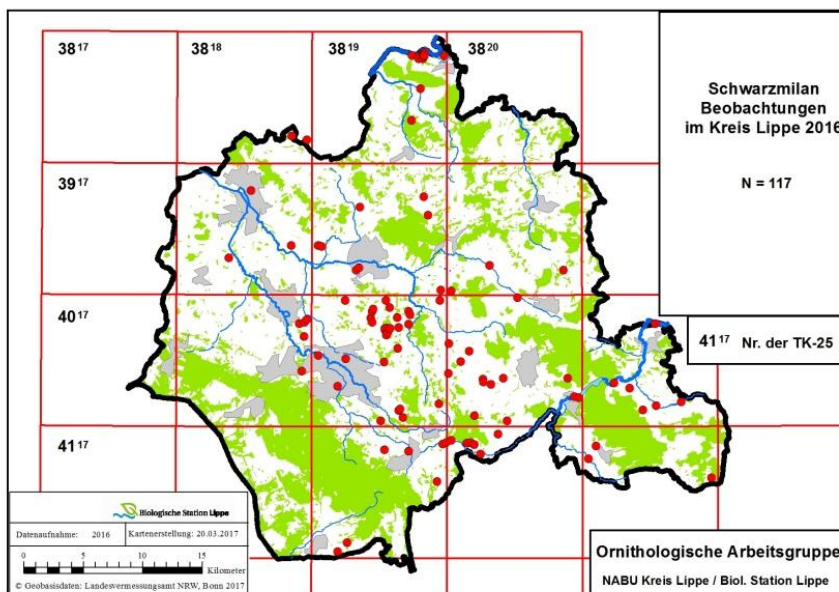 38 17
38 18
38 19
38 20
Schwarzmilan
Beobachtungen
im Kreis Lippe 2016
N = 117
39 17
40 17
41 17 Nr. der TK-25
41 17
Biologische Station Lippe
Datenaufnahme: 2016 Kartenerstellung: 20.03.2017
0 5 10 15
Kilometer
© Geobasisdaten: Landesvermessungsamt NRW, Bonn 2017
Ornithologische Arbeitsgruppe
NABU Kreis Lippe / Biol. Station Lippe